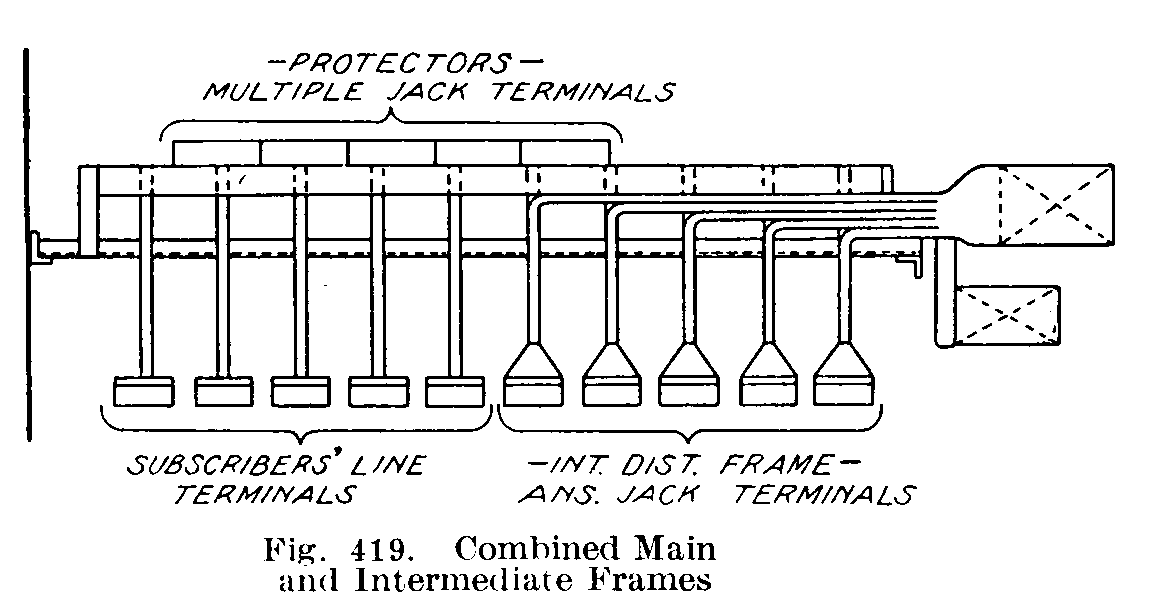 —PROTECTORS—
MULTIPLE JACK TERMINALS
SUBSCRIBERS' LINE
TERMINALS
—INT. DIST. FRAME—
ANS. JACK TERMINALS
Fig. 419. Combined Main
and Intermediate Frames